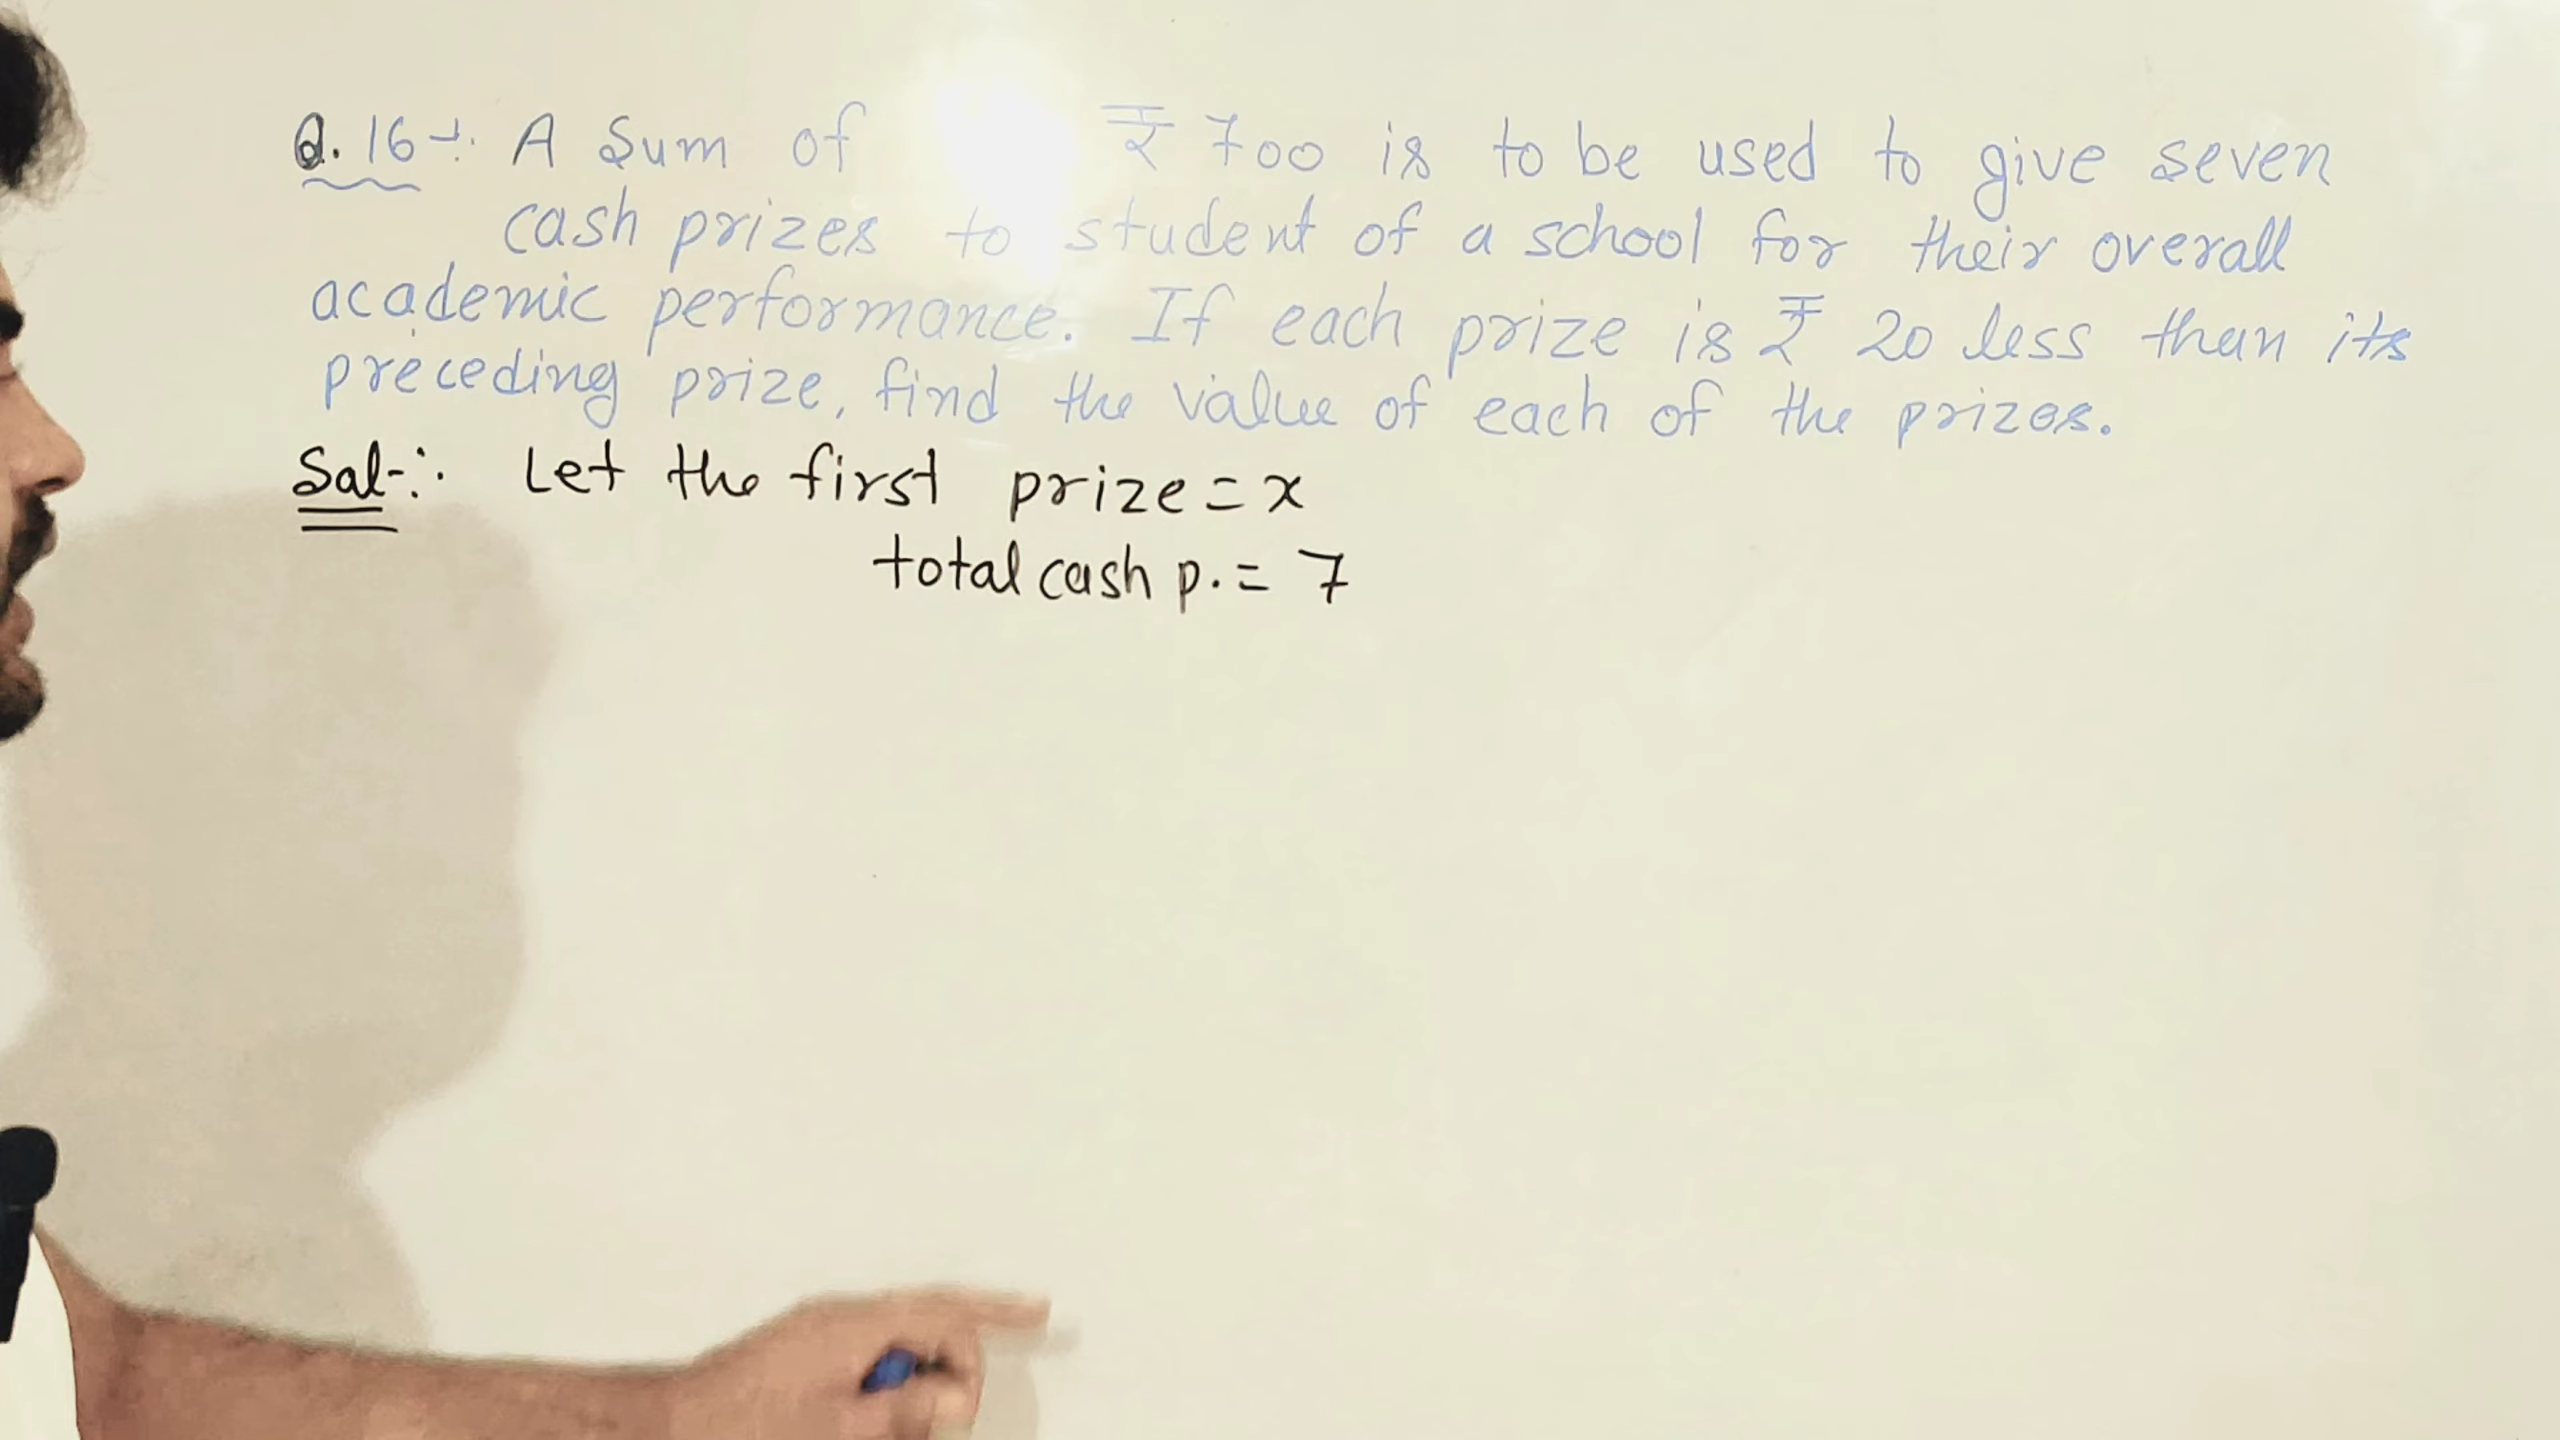 Q.16-: A Sum of ₹ 700 is to be used to give seven
cash prizes to student of a school for their overall
academic performance. If each prize is ₹ 20 less than its
preceding prize, find the value of each of the prizes.
Sol-: Let the first prize = x
total cash p. = 7